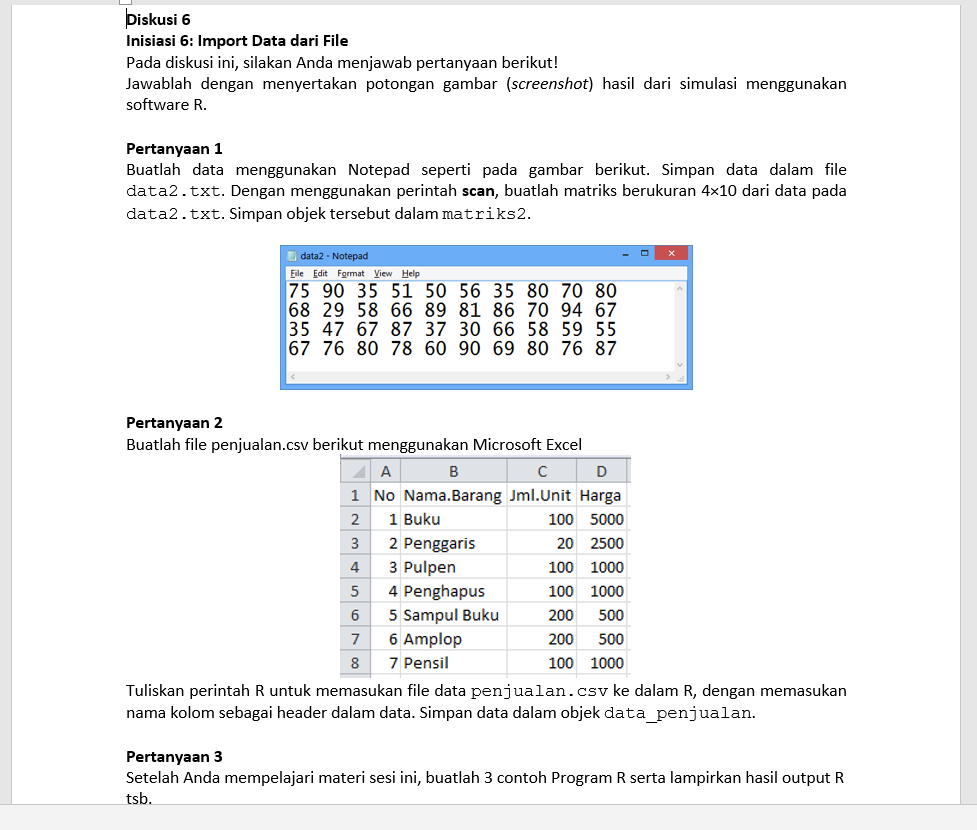 Diskusi 6
Inisiasi 6: Import Data dari File
Pada diskusi ini, silakan Anda menjawab pertanyaan berikut!
Jawablah dengan menyertakan potongan gambar (screenshot) hasil dari simulasi menggunakan
software R.
Pertanyaan 1
Buatlah data menggunakan Notepad seperti pada gambar berikut. Simpan data dalam file
data2.txt. Dengan menggunakan perintah scan, buatlah matriks berukuran 4×10 dari data pada
data2.txt. Simpan objek tersebut dalam matriks2.
data2 - Notepad
File Edit Format View Help
75 90 35 51 50 56 35 80 70 80
68 29 58 66 89 81 86 70 94 67
35 47 67 87 37 30 66 58 59 55
67 76 80 78 60 90 69 80 76 87
Pertanyaan 2
Buatlah file penjualan.csv berikut menggunakan Microsoft Excel
A B C D
1 No Nama.Barang Jml.Unit Harga
2 1 Buku 100 5000
3 2 Penggaris 20 2500
4 3 Pulpen 100 1000
5 4 Penghapus 100 1000
6 5 Sampul Buku 200 500
7 6 Amplop 200 500
8 7 Pensil 100 1000
Tuliskan perintah R untuk memasukan file data penjualan.csv ke dalam R, dengan memasukan
nama kolom sebagai header dalam data. Simpan data dalam objek data_penjualan.
Pertanyaan 3
Setelah Anda mempelajari materi sesi ini, buatlah 3 contoh Program R serta lampirkan hasil output R
tsb.